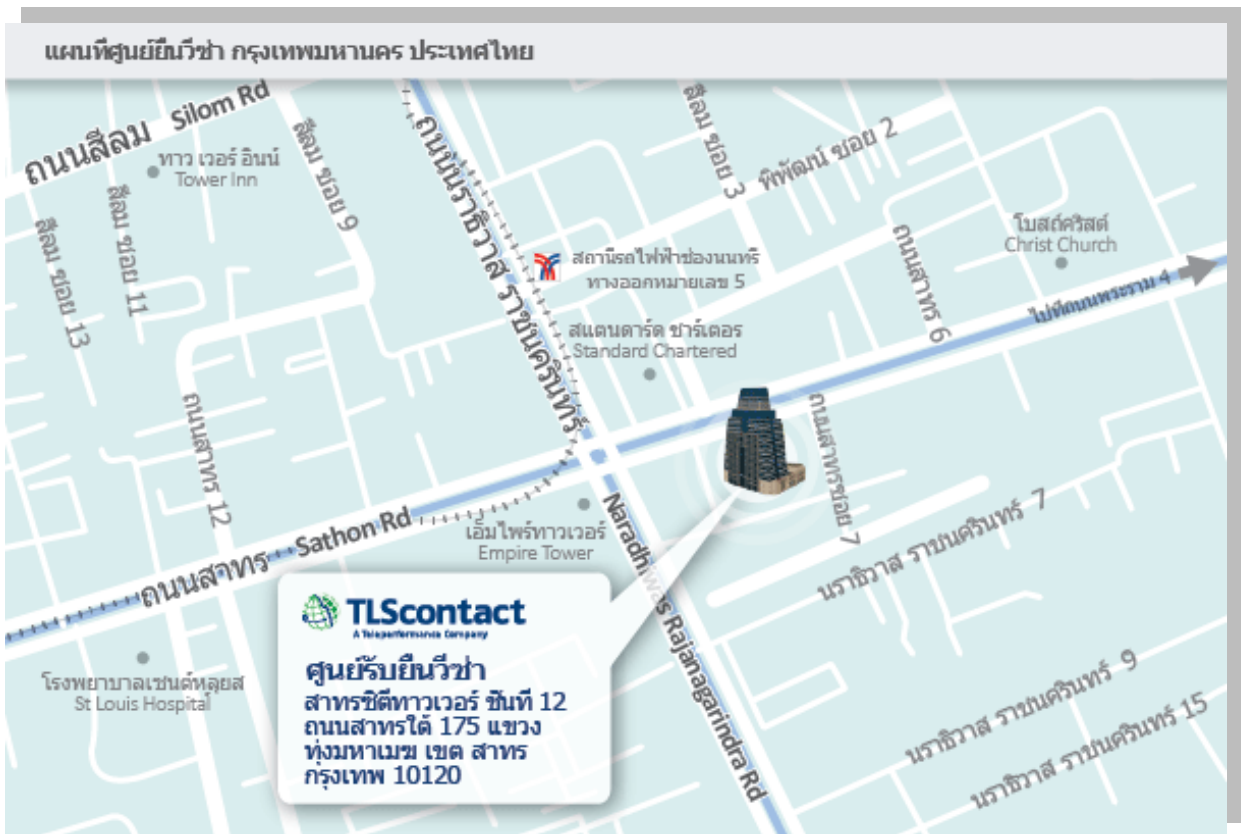 แผนที่ศูนย์ยื่นวีซ่า กรุงเทพมหานคร ประเทศไทย
ถนนสีลม Silom Rd
ทาว เวอร์ อินน์
Tower Inn
สีลม ซอย 9
สีลม ซอย 11
สีลม ซอย 13
ถนนนราธิวาส ราชนครินทร์
สีลม ซอย 3
พิพัฒน์ ซอย 2
โบสถ์คริสต์
Christ Church
สถานีรถไฟฟ้าช่องนนทรี
ทางออกหมายเลข 5
ถนนสาทร 6
ไปที่ถนนพระราม 4
สแตนดาร์ด ชาร์เตอร
Standard Chartered
ถนนสาทร 12
ถนนสาทรซอย 7
เอ็มไพร์ทาวเวอร์
Empire Tower
ถนนสาทร Sathon Rd
Naradhiwas Rajanagarindra Rd
นราธิวาส ราชนครินทร์ 7
นราธิวาส ราชนครินทร์ 9
นราธิวาส ราชนครินทร์ 15
โรงพยาบาลเซนต์หลุยส
St Louis Hospital
TLScontact
A Teleperformance Company
ศูนย์รับยื่นวีซ่า
สาทรซิตีทาวเวอร์ ชั้นที่ 12
ถนนสาทรใต้ 175 แขวง
ทุ่งมหาเมฆ เขต สาทร
กรุงเทพ 10120